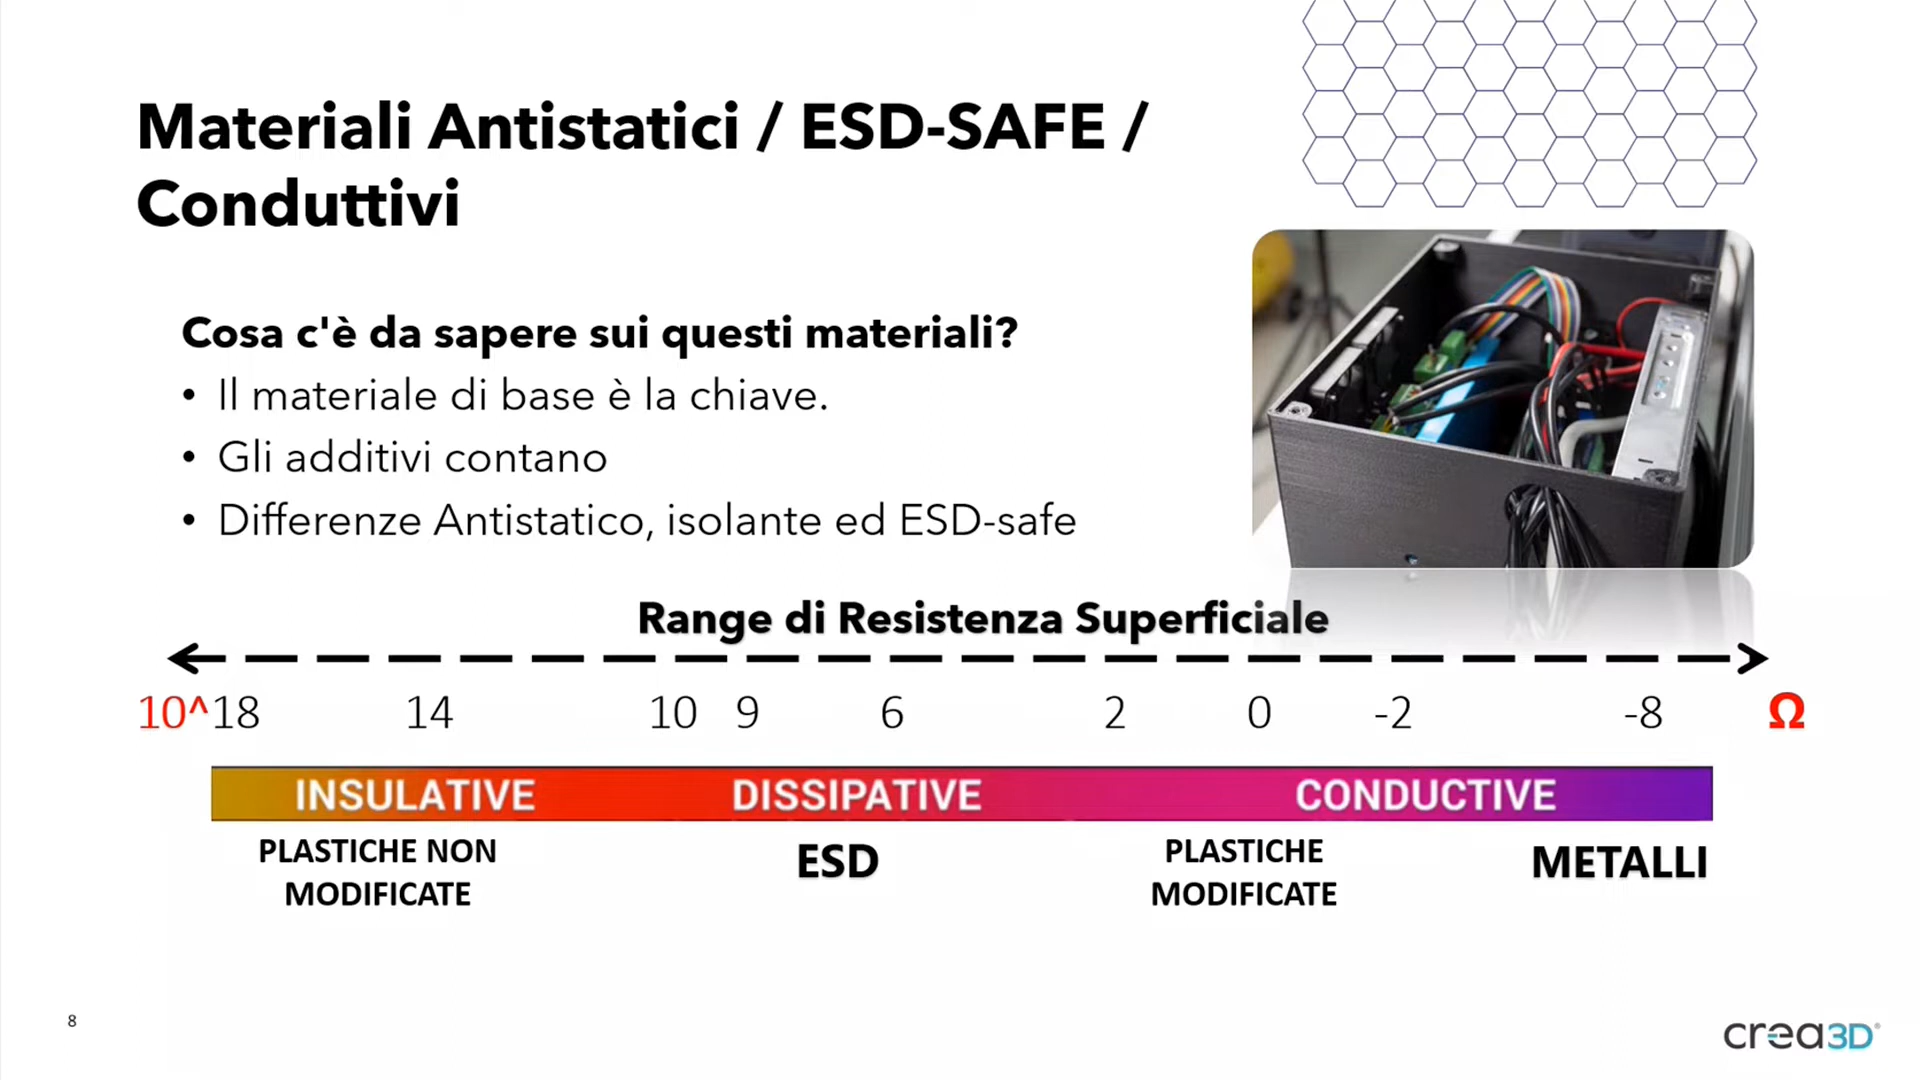 Materiali Antistatici / ESD-SAFE /
Conduttivi
Cosa c'è da sapere sui questi materiali?
• Il materiale di base è la chiave.
• Gli additivi contano
• Differenze Antistatico, isolante ed ESD-safe
Range di Resistenza Superficiale
10^18 14 10 9 6 2 0 -2 -8 Ω
INSULATIVE DISSIPATIVE CONDUCTIVE
PLASTICHE NON
MODIFICATE
ESD
PLASTICHE
MODIFICATE
METALLI
8
crea3D®